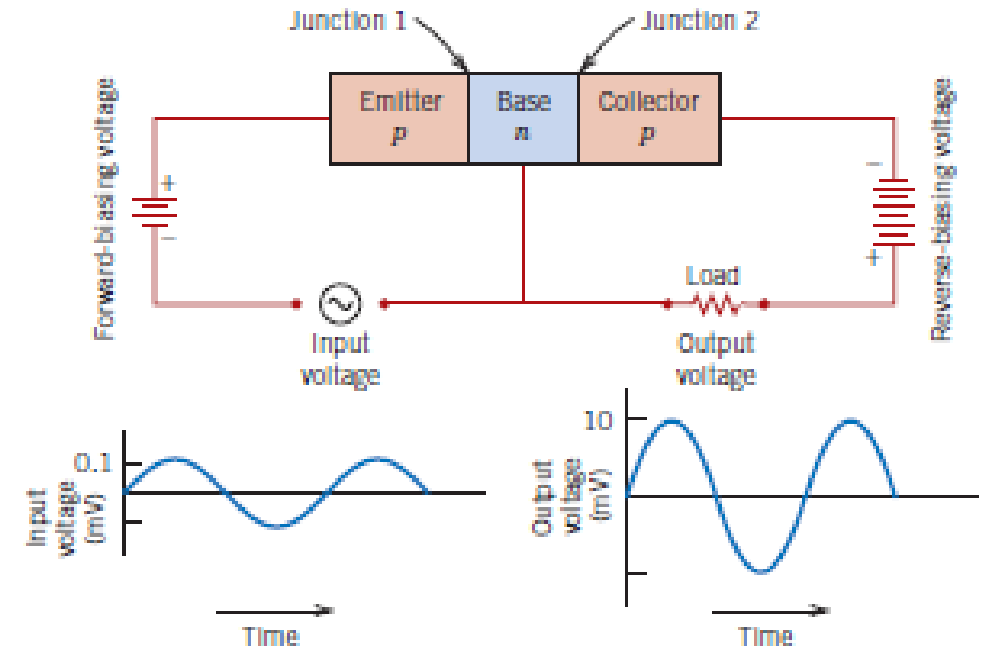 Junction 1
Junction 2
Emitter
p
Base
n
Collector
p
Forward-biasing voltage
+
−
Reverse-biasing voltage
−
+
Input
voltage
Load
Output
voltage
0.1
Input
voltage
(mV)
Time
10
Output
voltage
(mV)
Time